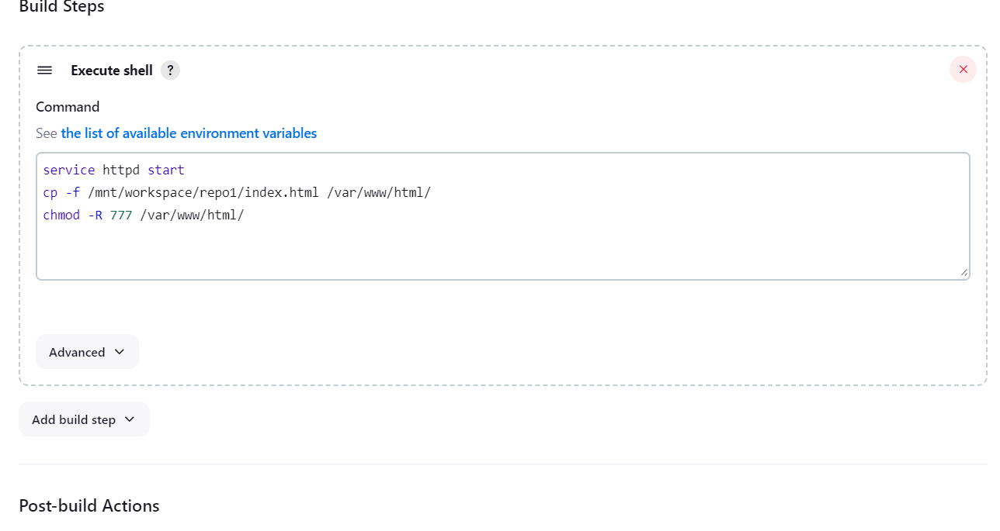 Build Steps
Execute shell ?
Command
See the list of available environment variables
service httpd start
cp -f /mnt/workspace/repo1/index.html /var/www/html/
chmod -R 777 /var/www/html/
Advanced
Add build step
Post-build Actions